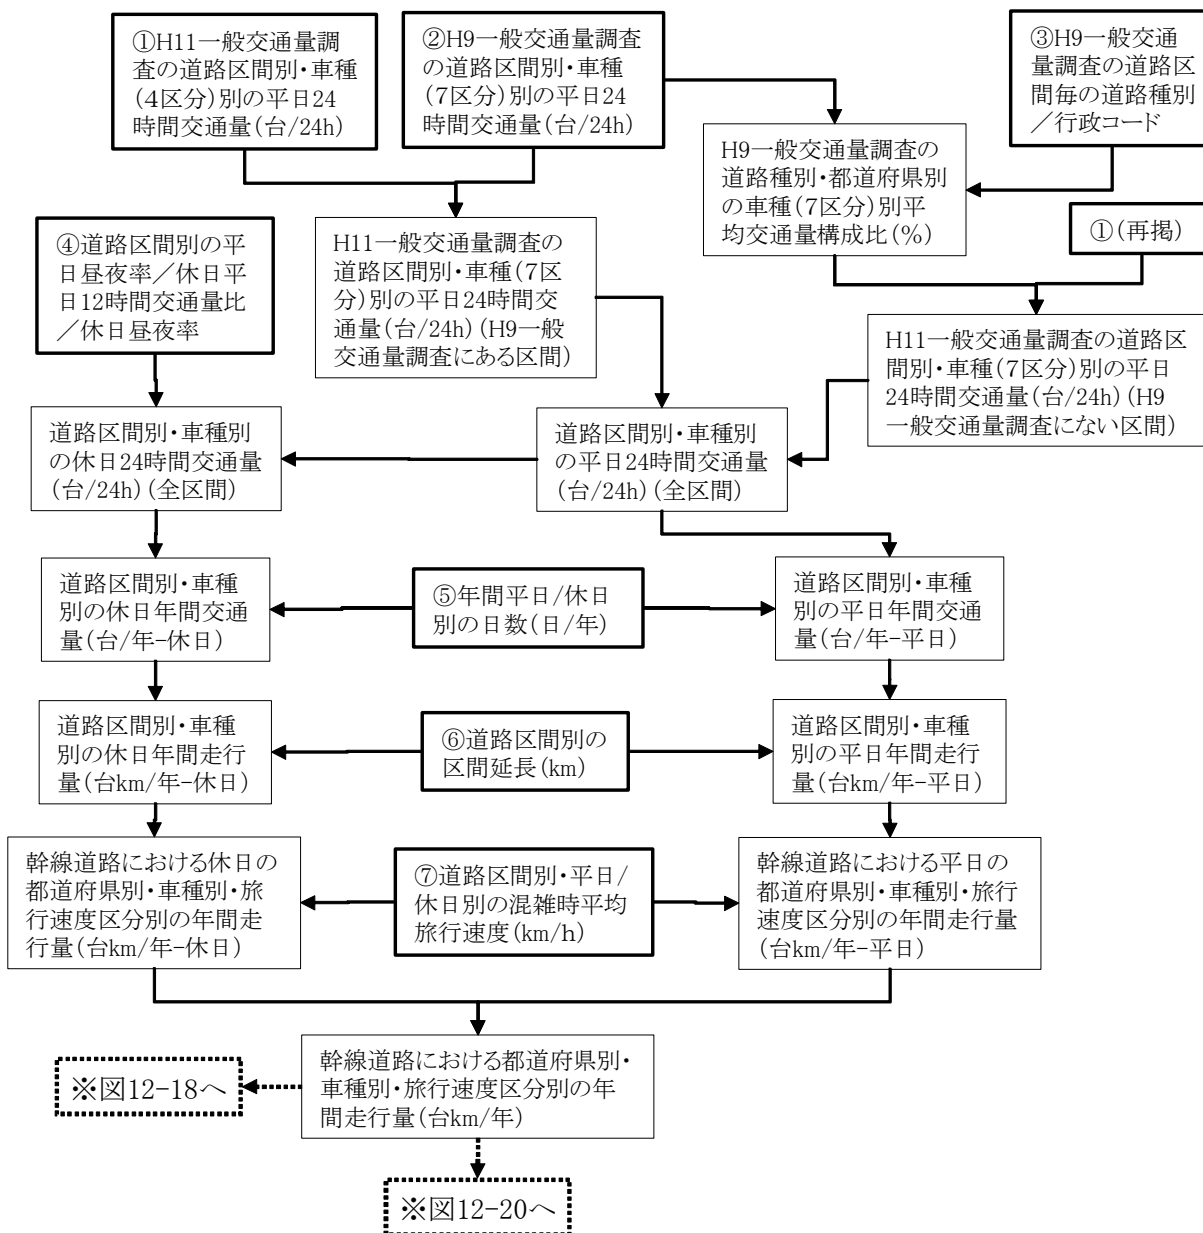 ①H11一般交通量調
査の道路区間別・車種
(4区分)別の平日24
時間交通量(台/24h)
②H9一般交通量調査
の道路区間別・車種
(7区分)別の平日24
時間交通量(台/24h)
③H9一般交通
量調査の道路区
間毎の道路種別
／行政コード
H9一般交通量調査の
道路種別・都道府県別
の車種(7区分)別平
均交通量構成比(%)
①(再掲)
④道路区間別の平
日昼夜率／休日平
日12時間交通量比
／休日昼夜率
H11一般交通量調査の
道路区間別・車種(7区
分)別の平日24時間交
通量(台/24h)(H9一般
交通量調査にある区間)
H11一般交通量調査の道路区
間別・車種(7区分)別の平日
24時間交通量(台/24h)(H9
一般交通量調査にない区間)
道路区間別・車種別
の休日24時間交通量
(台/24h)(全区間)
道路区間別・車種別
の平日24時間交通量
(台/24h)(全区間)
道路区間別・車種
別の休日年間交通
量(台/年-休日)
⑤年間平日/休日
別の日数(日/年)
道路区間別・車種
別の平日年間交通
量(台/年-平日)
道路区間別・車種
別の休日年間走行
量(台km/年-休日)
⑥道路区間別の
区間延長(km)
道路区間別・車種
別の平日年間走行
量(台km/年-平日)
幹線道路における休日の
都道府県別・車種別・旅
行速度区分別の年間走
行量(台km/年-休日)
⑦道路区間別・平日/
休日別の混雑時平均
旅行速度(km/h)
幹線道路における平日の
都道府県別・車種別・旅行
速度区分別の年間走行量
(台km/年-平日)
幹線道路における都道府県別・
車種別・旅行速度区分別の年
間走行量(台km/年)
※図12-18へ
※図12-20へ